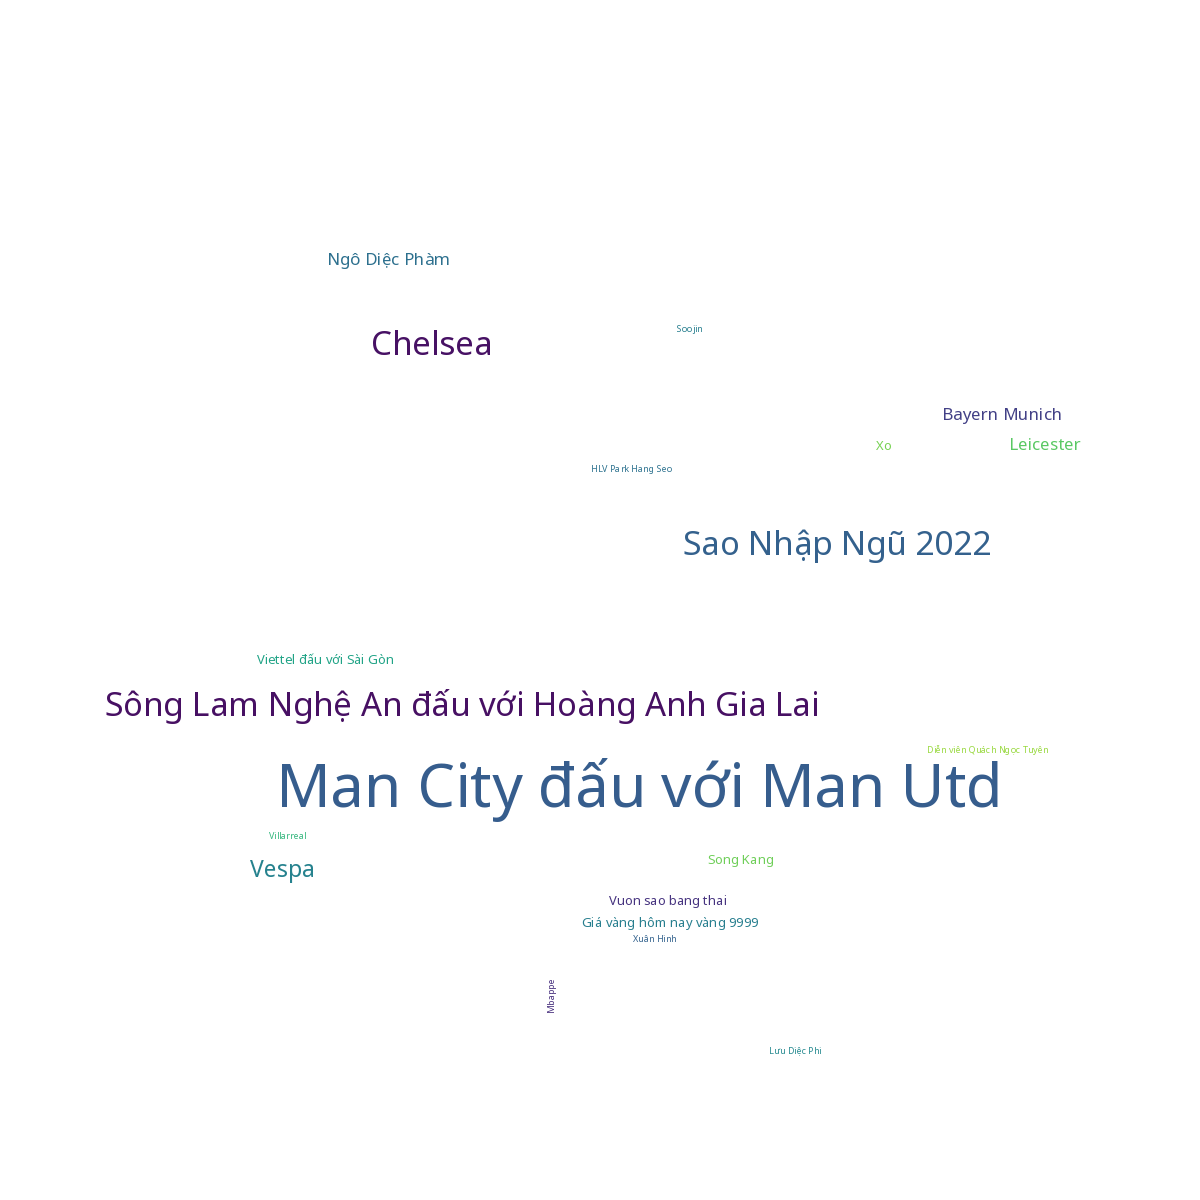 Ngô Diệc Phàm
Soojin
Chelsea
Bayern Munich
Xo
Leicester
HLV Park Hang Seo
Sao Nhập Ngũ 2022
Viettel đấu với Sài Gòn
Sông Lam Nghệ An đấu với Hoàng Anh Gia Lai
Diễn viên Quách Ngọc Tuyên
Man City đấu với Man Utd
Villarreal
Vespa
Song Kang
Vuon sao bang thai
Giá vàng hôm nay vàng 9999
Xuân Hinh
Mbappe
Lưu Diệc Phi